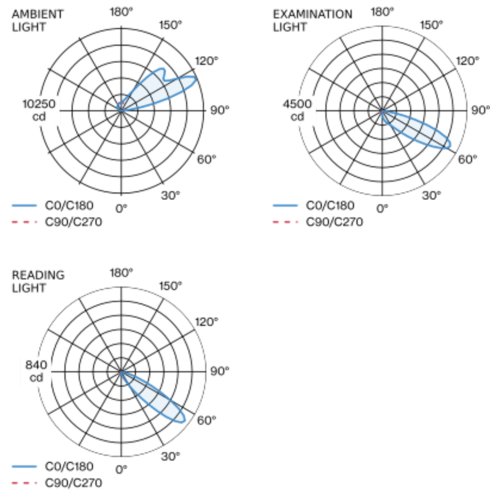 AMBIENT
LIGHT
180°
150°
120°
10250
cd
90°
60°
30°
0°
C0/C180
C90/C270
EXAMINATION
LIGHT
180°
150°
120°
4500
cd
90°
60°
30°
0°
C0/C180
C90/C270
READING
LIGHT
180°
150°
120°
840
cd
90°
60°
30°
0°
C0/C180
C90/C270